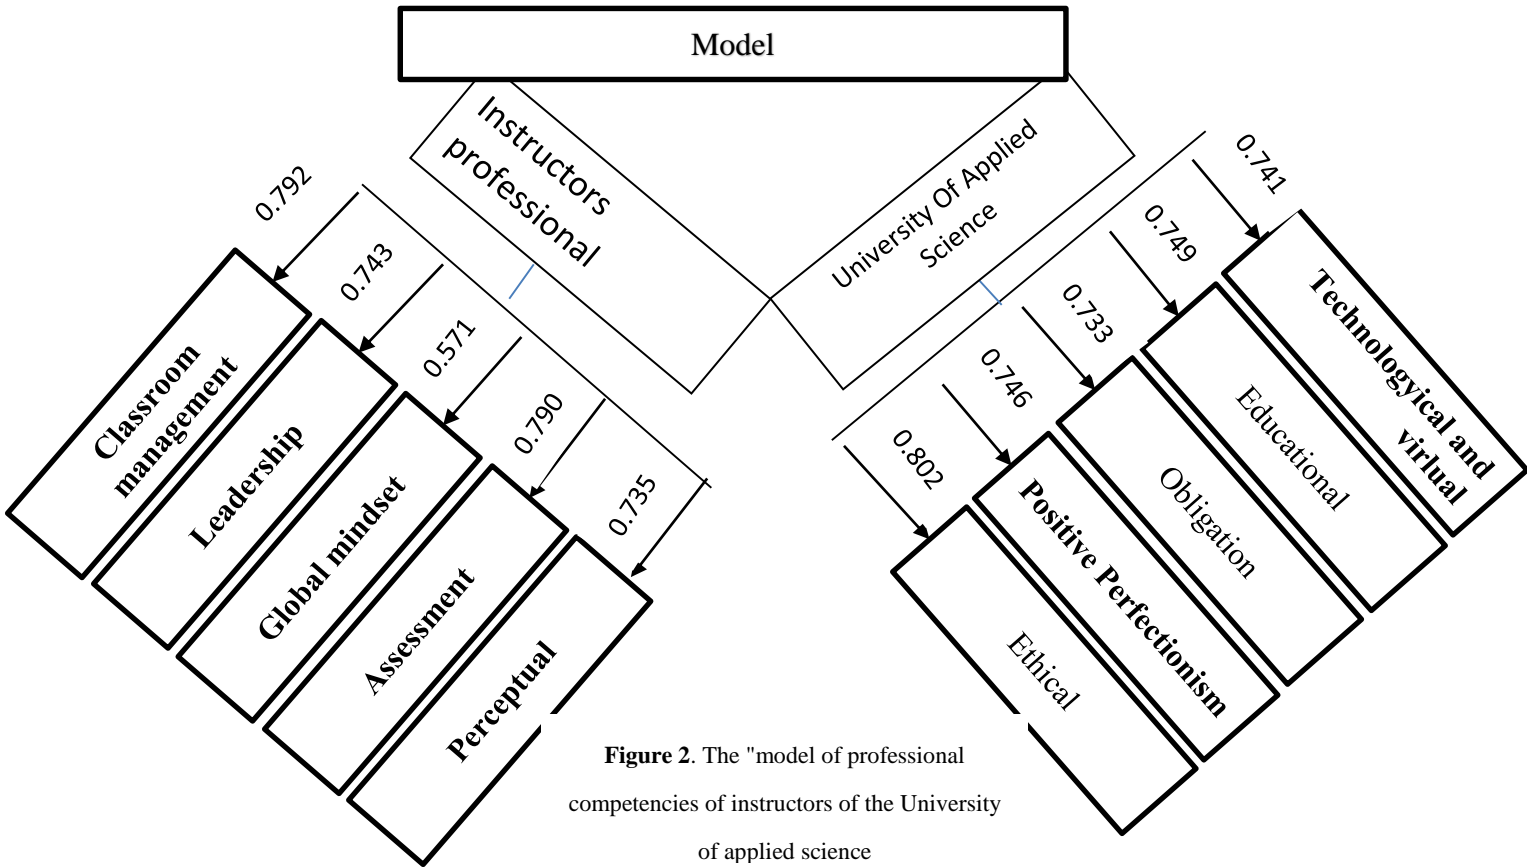 Model
Instructors
professional
University Of Applied
Science
0.792
0.743
0.571
0.790
0.735
0.741
0.749
0.733
0.746
0.802
Classroom
management
Leadership
Global mindset
Assessment
Perceptual
Technologyical and
virlual
Educational
Obligation
Positive Perfectionism
Ethical
Figure 2. The "model of professional
competencies of instructors of the University
of applied science